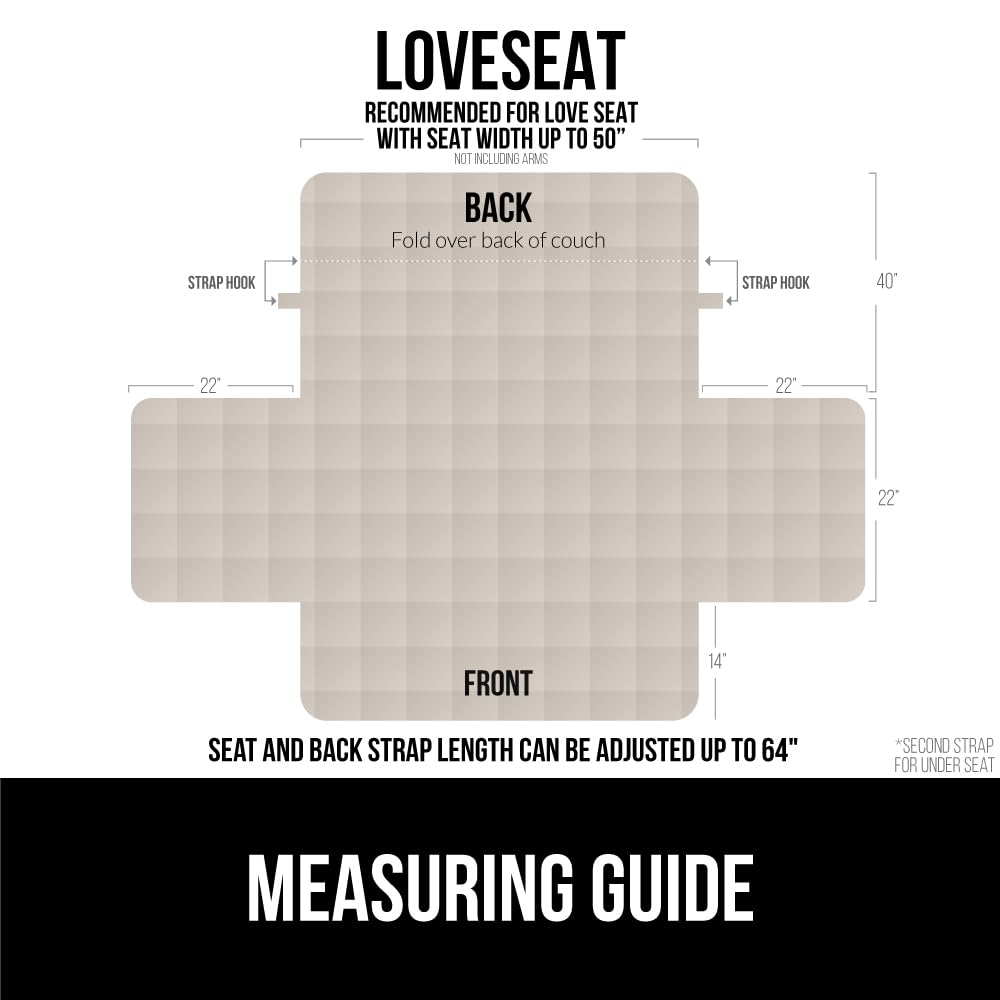 LOVESEAT
RECOMMENDED FOR LOVE SEAT
WITH SEAT WIDTH UP TO 50”
NOT INCLUDING ARMS
BACK
Fold over back of couch
STRAP HOOK
STRAP HOOK
40”
22”
22”
22”
14”
FRONT
SEAT AND BACK STRAP LENGTH CAN BE ADJUSTED UP TO 64"
*SECOND STRAP
FOR UNDER SEAT
MEASURING GUIDE